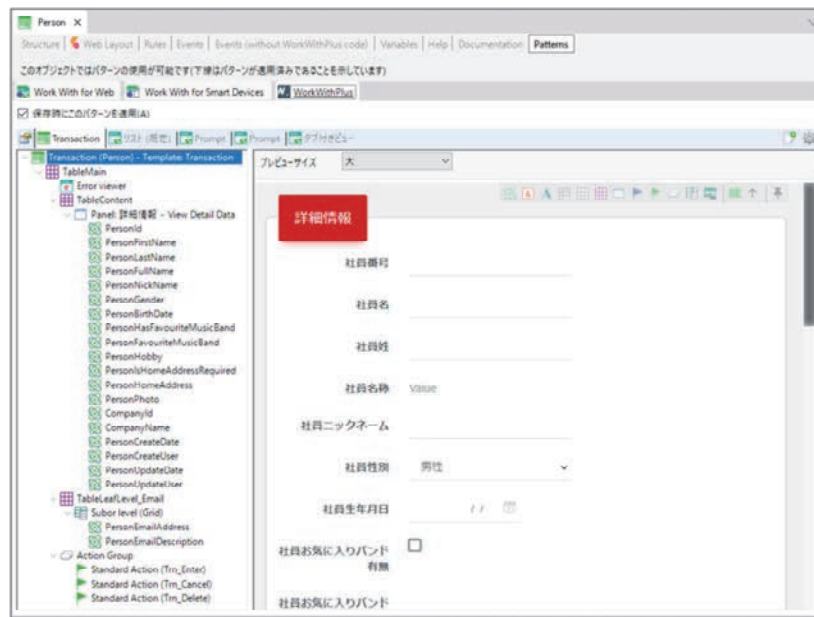 Person
Structure Web Layout Rules Events Events (without WorkWithPlus code) Variables Help Documentation Patterns
このオブジェクトではパターンの使用が可能です(下線はパターンが適用済みであることを示しています)
Work With for Web Work With for Smart Devices WorkWithPlus
保存時にこのパターンを適用(A)
Transaction リスト (既定) Prompt Prompt タブ付きビュー
Transaction (Person) - Template: Transaction
TableMain
Error viewer
TableContent
Panel: 詳細情報 - View Detail Data
PersonId
PersonFirstName
PersonLastName
PersonFullName
PersonNickName
PersonGender
PersonBirthDate
PersonHasFavouriteMusicBand
PersonFavouriteMusicBand
PersonHobby
PersonIsHomeAddressRequired
PersonHomeAddress
PersonPhoto
CompanyId
CompanyName
PersonCreateDate
PersonCreateUser
PersonUpdateDate
PersonUpdateUser
TableLeafLevel_Email
Subor level (Grid)
PersonEmailAddress
PersonEmailDescription
Action Group
Standard Action (Trn_Enter)
Standard Action (Trn_Cancel)
Standard Action (Trn_Delete)
プレビューサイズ 大
詳細情報
社員番号
社員名
社員姓
社員名称 Value
社員ニックネーム
社員性別 男性
社員生年月日 / /
社員お気に入りバンド
有無
社員お気に入りバンド